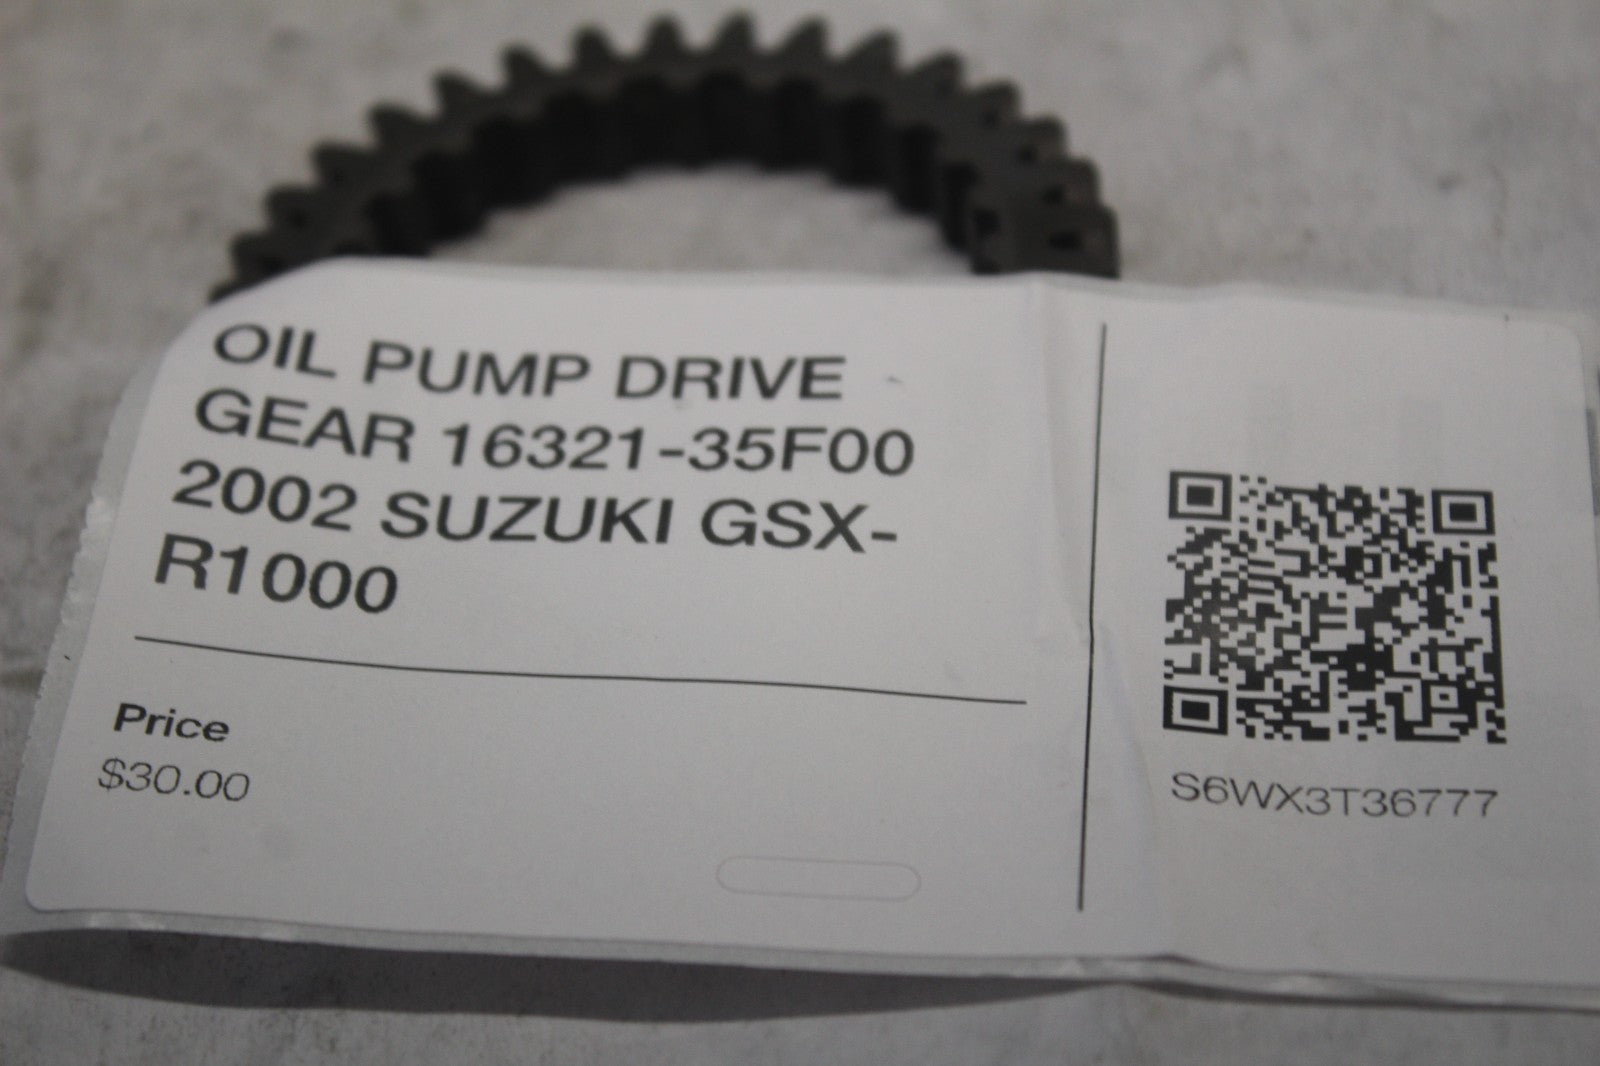 OIL PUMP DRIVE
GEAR 16321-35F00
2002 SUZUKI GSX-
R1000
Price
$30.00
S6WX3T36777